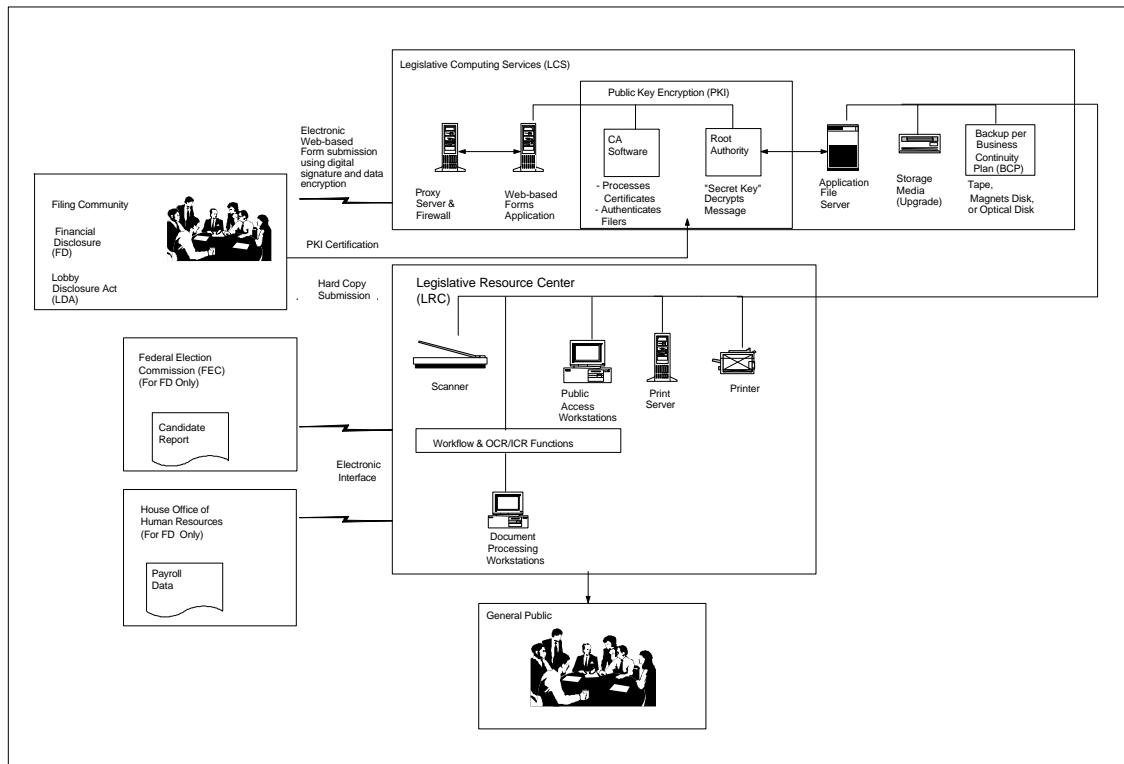 Legislative Computing Services (LCS)
Public Key Encryption (PKI)
Electronic
Web-based
Form submission
using digital
signature and data
encryption
Proxy
Server &
Firewall
Web-based
Forms
Application
CA
Software
- Processes
Certificates
- Authenticates
Filers
Root
Authority
"Secret Key"
Decrypts
Message
Application
File
Server
Storage
Media
(Upgrade)
Backup per
Business
Continuity
Plan (BCP)
Tape,
Magnets Disk,
or Optical Disk
Filing Community
Financial
Disclosure
(FD)
Lobby
Disclosure Act
(LDA)
PKI Certification
Hard Copy
Submission
Legislative Resource Center
(LRC)
Scanner
Public
Access
Workstations
Print
Server
Printer
Workflow & OCR/ICR Functions
Document
Processing
Workstations
Federal Election
Commission (FEC)
(For FD Only)
Candidate
Report
Electronic
Interface
House Office of
Human Resources
(For FD Only)
Payroll
Data
General Public